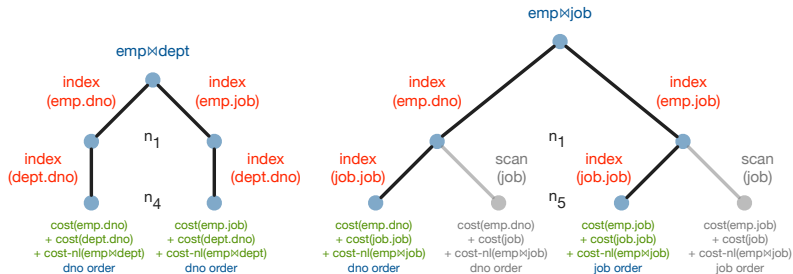 emp⋈dept
index
(emp.dno)
index
(emp.job)
n1
index
(dept.dno)
index
(dept.dno)
n4
cost(emp.dno)
+ cost(dept.dno)
+ cost-nl(emp⋈dept)
dno order
cost(emp.job)
+ cost(dept.dno)
+ cost-nl(emp⋈dept)
dno order
emp⋈job
index
(emp.dno)
index
(emp.job)
n1
index
(job.job)
scan
(job)
index
(job.job)
scan
(job)
n5
cost(emp.dno)
+ cost(job.job)
+ cost-nl(emp⋈job)
dno order
cost(emp.dno)
+ cost(job)
+ cost-nl(emp⋈job)
dno order
cost(emp.job)
+ cost(job.job)
+ cost-nl(emp⋈job)
job order
cost(emp.job)
+ cost(job)
+ cost-nl(emp⋈job)
job order